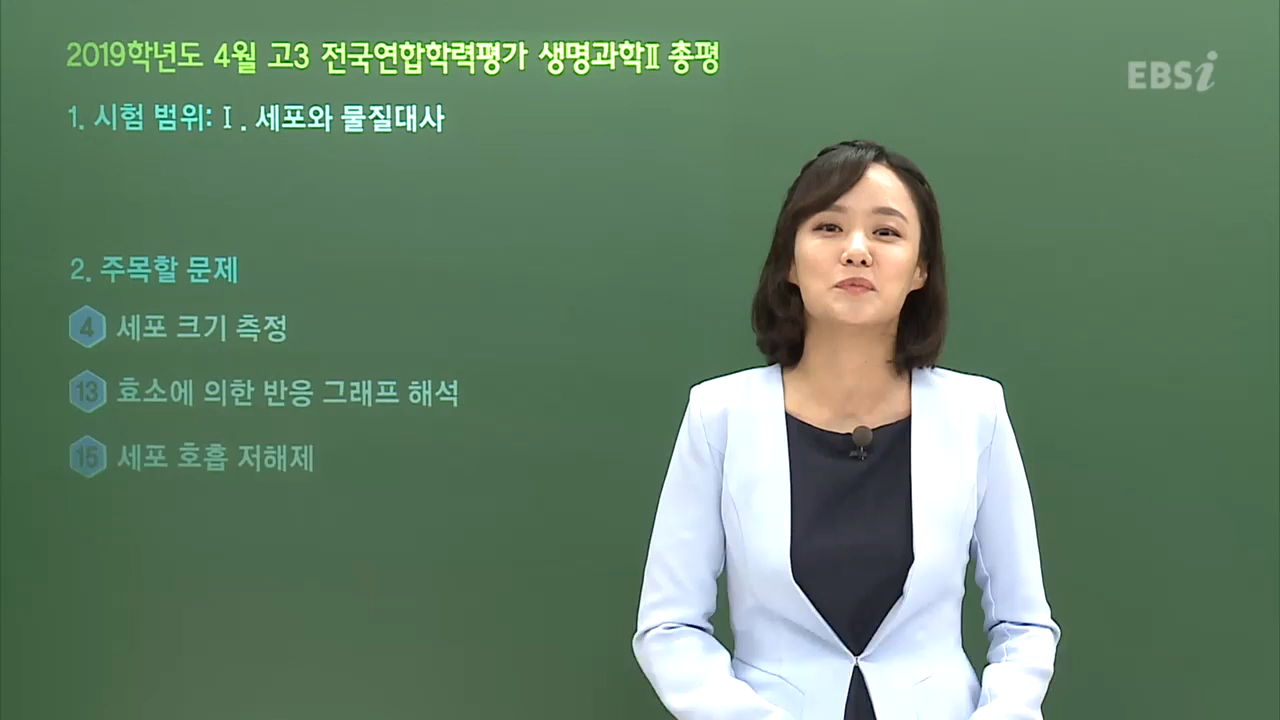 2019학년도 4월 고3 전국연합학력평가 생명과학Ⅱ 총평
EBSi
1. 시험 범위: Ⅰ. 세포와 물질대사
2. 주목할 문제
4 세포 크기 측정
13 효소에 의한 반응 그래프 해석
15 세포 호흡 저해제